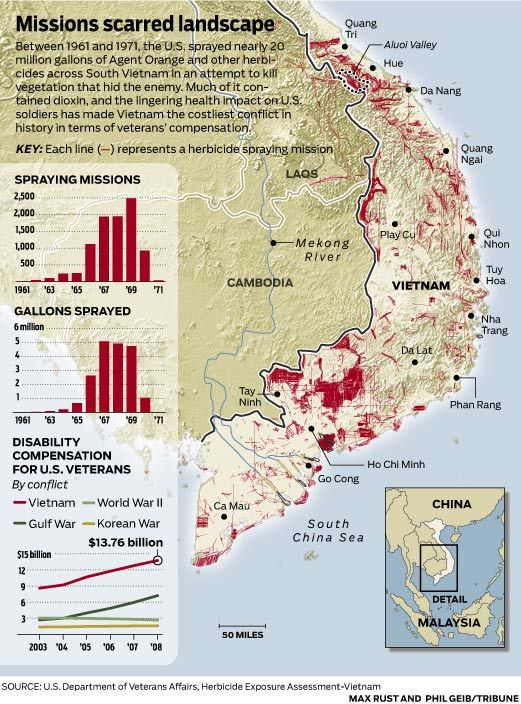 Missions scarred landscape
Between 1961 and 1971, the U.S. sprayed nearly 20
million gallons of Agent Orange and other herbi-
cides across South Vietnam in an attempt to kill
vegetation that hid the enemy. Much of it con-
tained dioxin, and the lingering health impact on U.S.
soldiers has made Vietnam the costliest conflict in
history in terms of veterans' compensation.
KEY: Each line (—) represents a herbicide spraying mission
SPRAYING MISSIONS
2,500
2,000
1,500
1,000
500
1961 '63 '65 '67 '69 '71
GALLONS SPRAYED
6 million
5
4
3
2
1
1961 '63 '65 '67 '69 '71
DISABILITY
COMPENSATION
FOR U.S. VETERANS
By conflict
Vietnam World War II
Gulf War Korean War
$13.76 billion
$15 billion
12
9
6
3
2003 '04 '05 '06 '07 '08
Quang
Tri
Aluoi Valley
Hue
Da Nang
LAOS
Quang
Ngai
Play Cu
Mekong
River
Qui
Nhon
CAMBODIA
VIETNAM
Tuy
Hoa
Nha
Trang
Da Lat
Tay
Ninh
Phan Rang
Ho Chi Minh
Go Cong
Ca Mau
South
China Sea
50 MILES
CHINA
DETAIL
MALAYSIA
SOURCE: U.S. Department of Veterans Affairs, Herbicide Exposure Assessment-Vietnam
MAX RUST AND PHIL GEIB/TRIBUNE